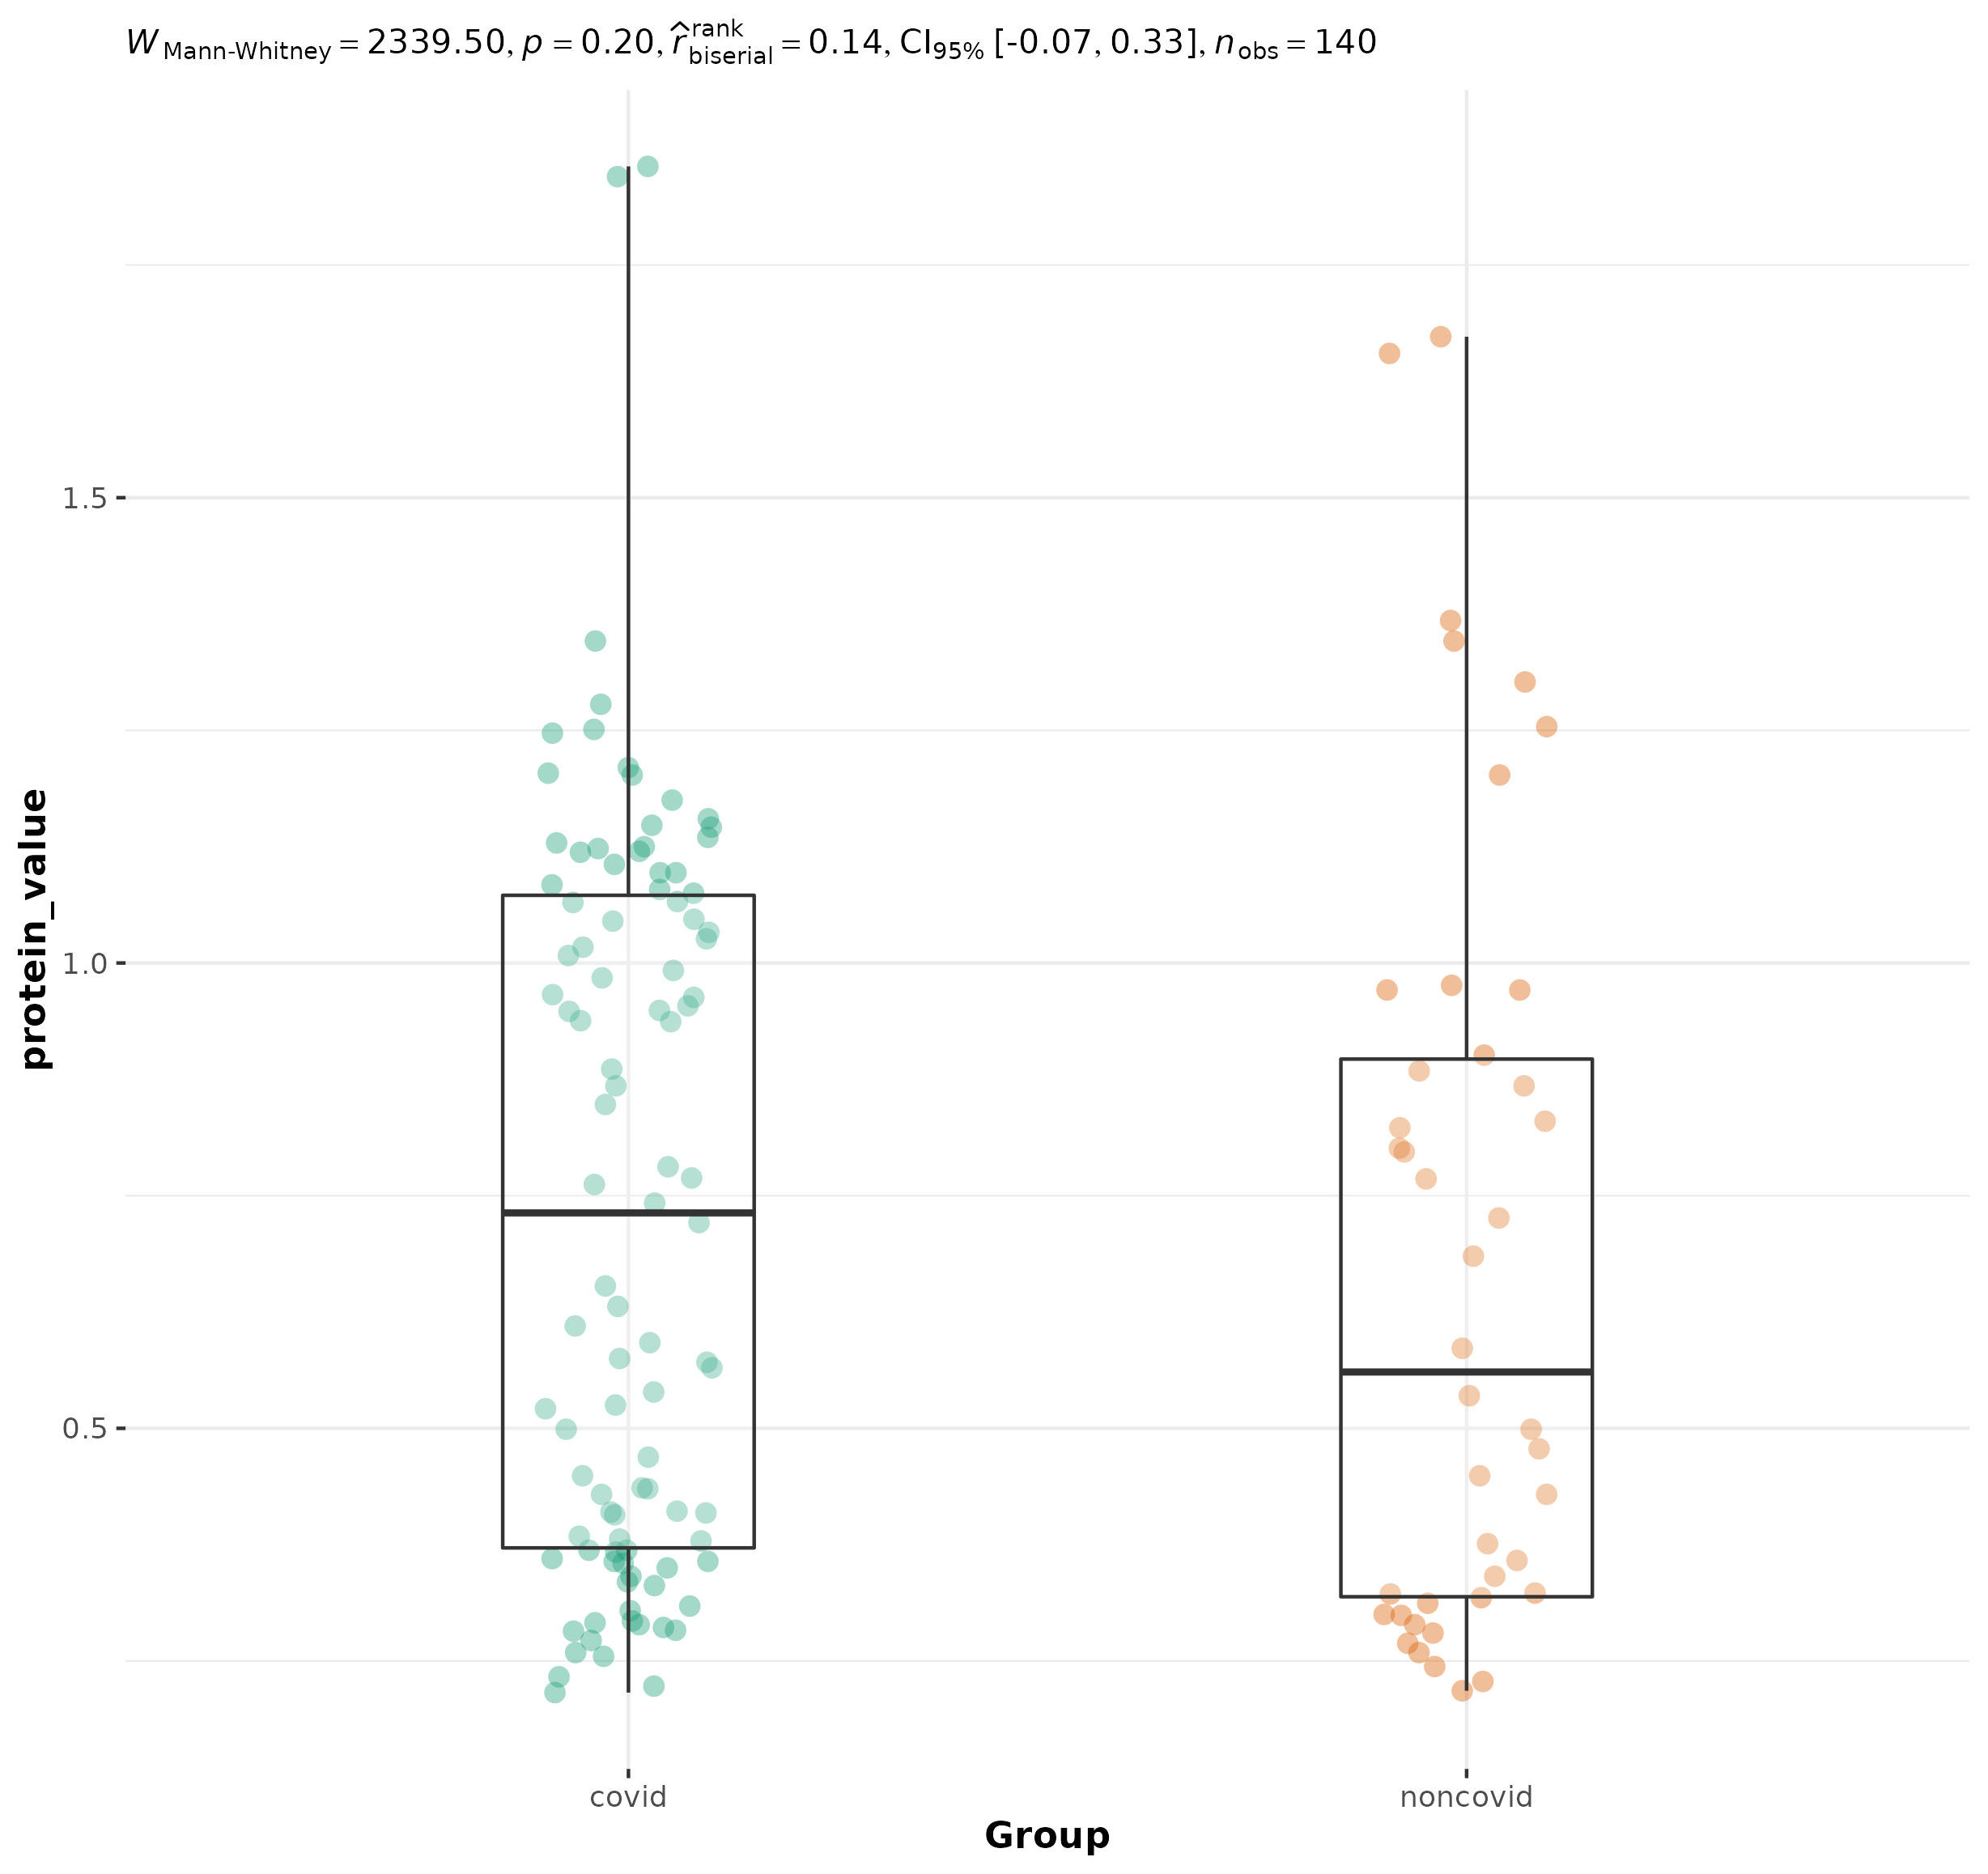 W Mann-Whitney = 2339.50, p = 0.20, r̂ rank biserial = 0.14, CI95% [-0.07, 0.33], n obs = 140
protein_value
1.5
1.0
0.5
covid noncovid
Group